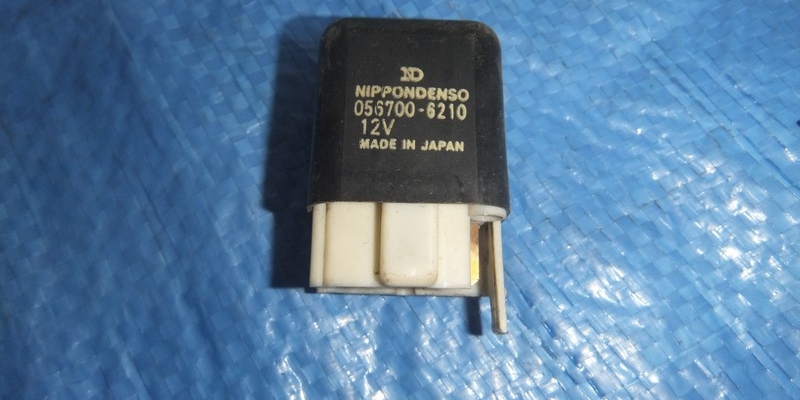 ND
NIPPONDENSO
056700-6210
12V
MADE IN JAPAN